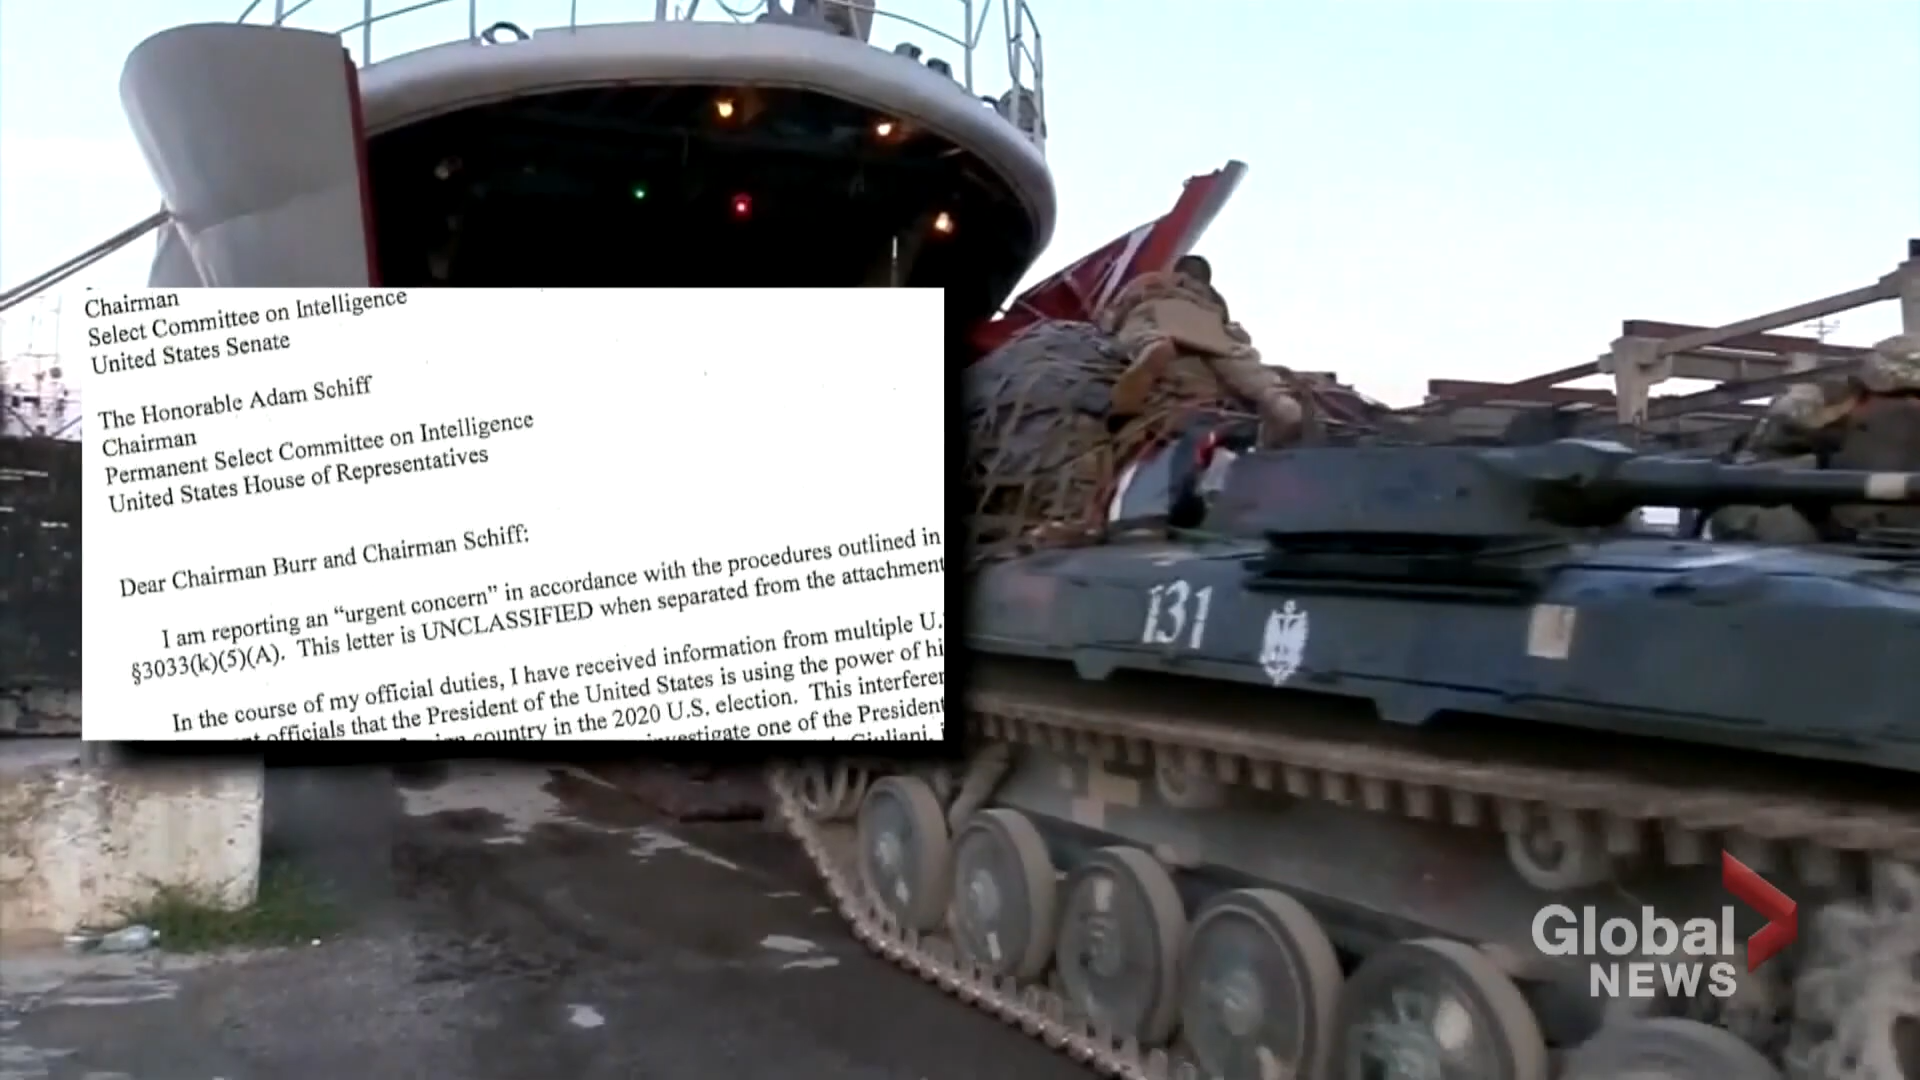 Chairman
Select Committee on Intelligence
United States Senate
The Honorable Adam Schiff
Chairman
Permanent Select Committee on Intelligence
United States House of Representatives
Dear Chairman Burr and Chairman Schiff:
I am reporting an “urgent concern” in accordance with the procedures outlined in
§3033(k)(5)(A). This letter is UNCLASSIFIED when separated from the attachment
In the course of my official duties, I have received information from multiple U.
officials that the President of the United States is using the power of
country in the 2020 U.S. election. This
investigate one of the President
Giuliani,
131
Global
NEWS